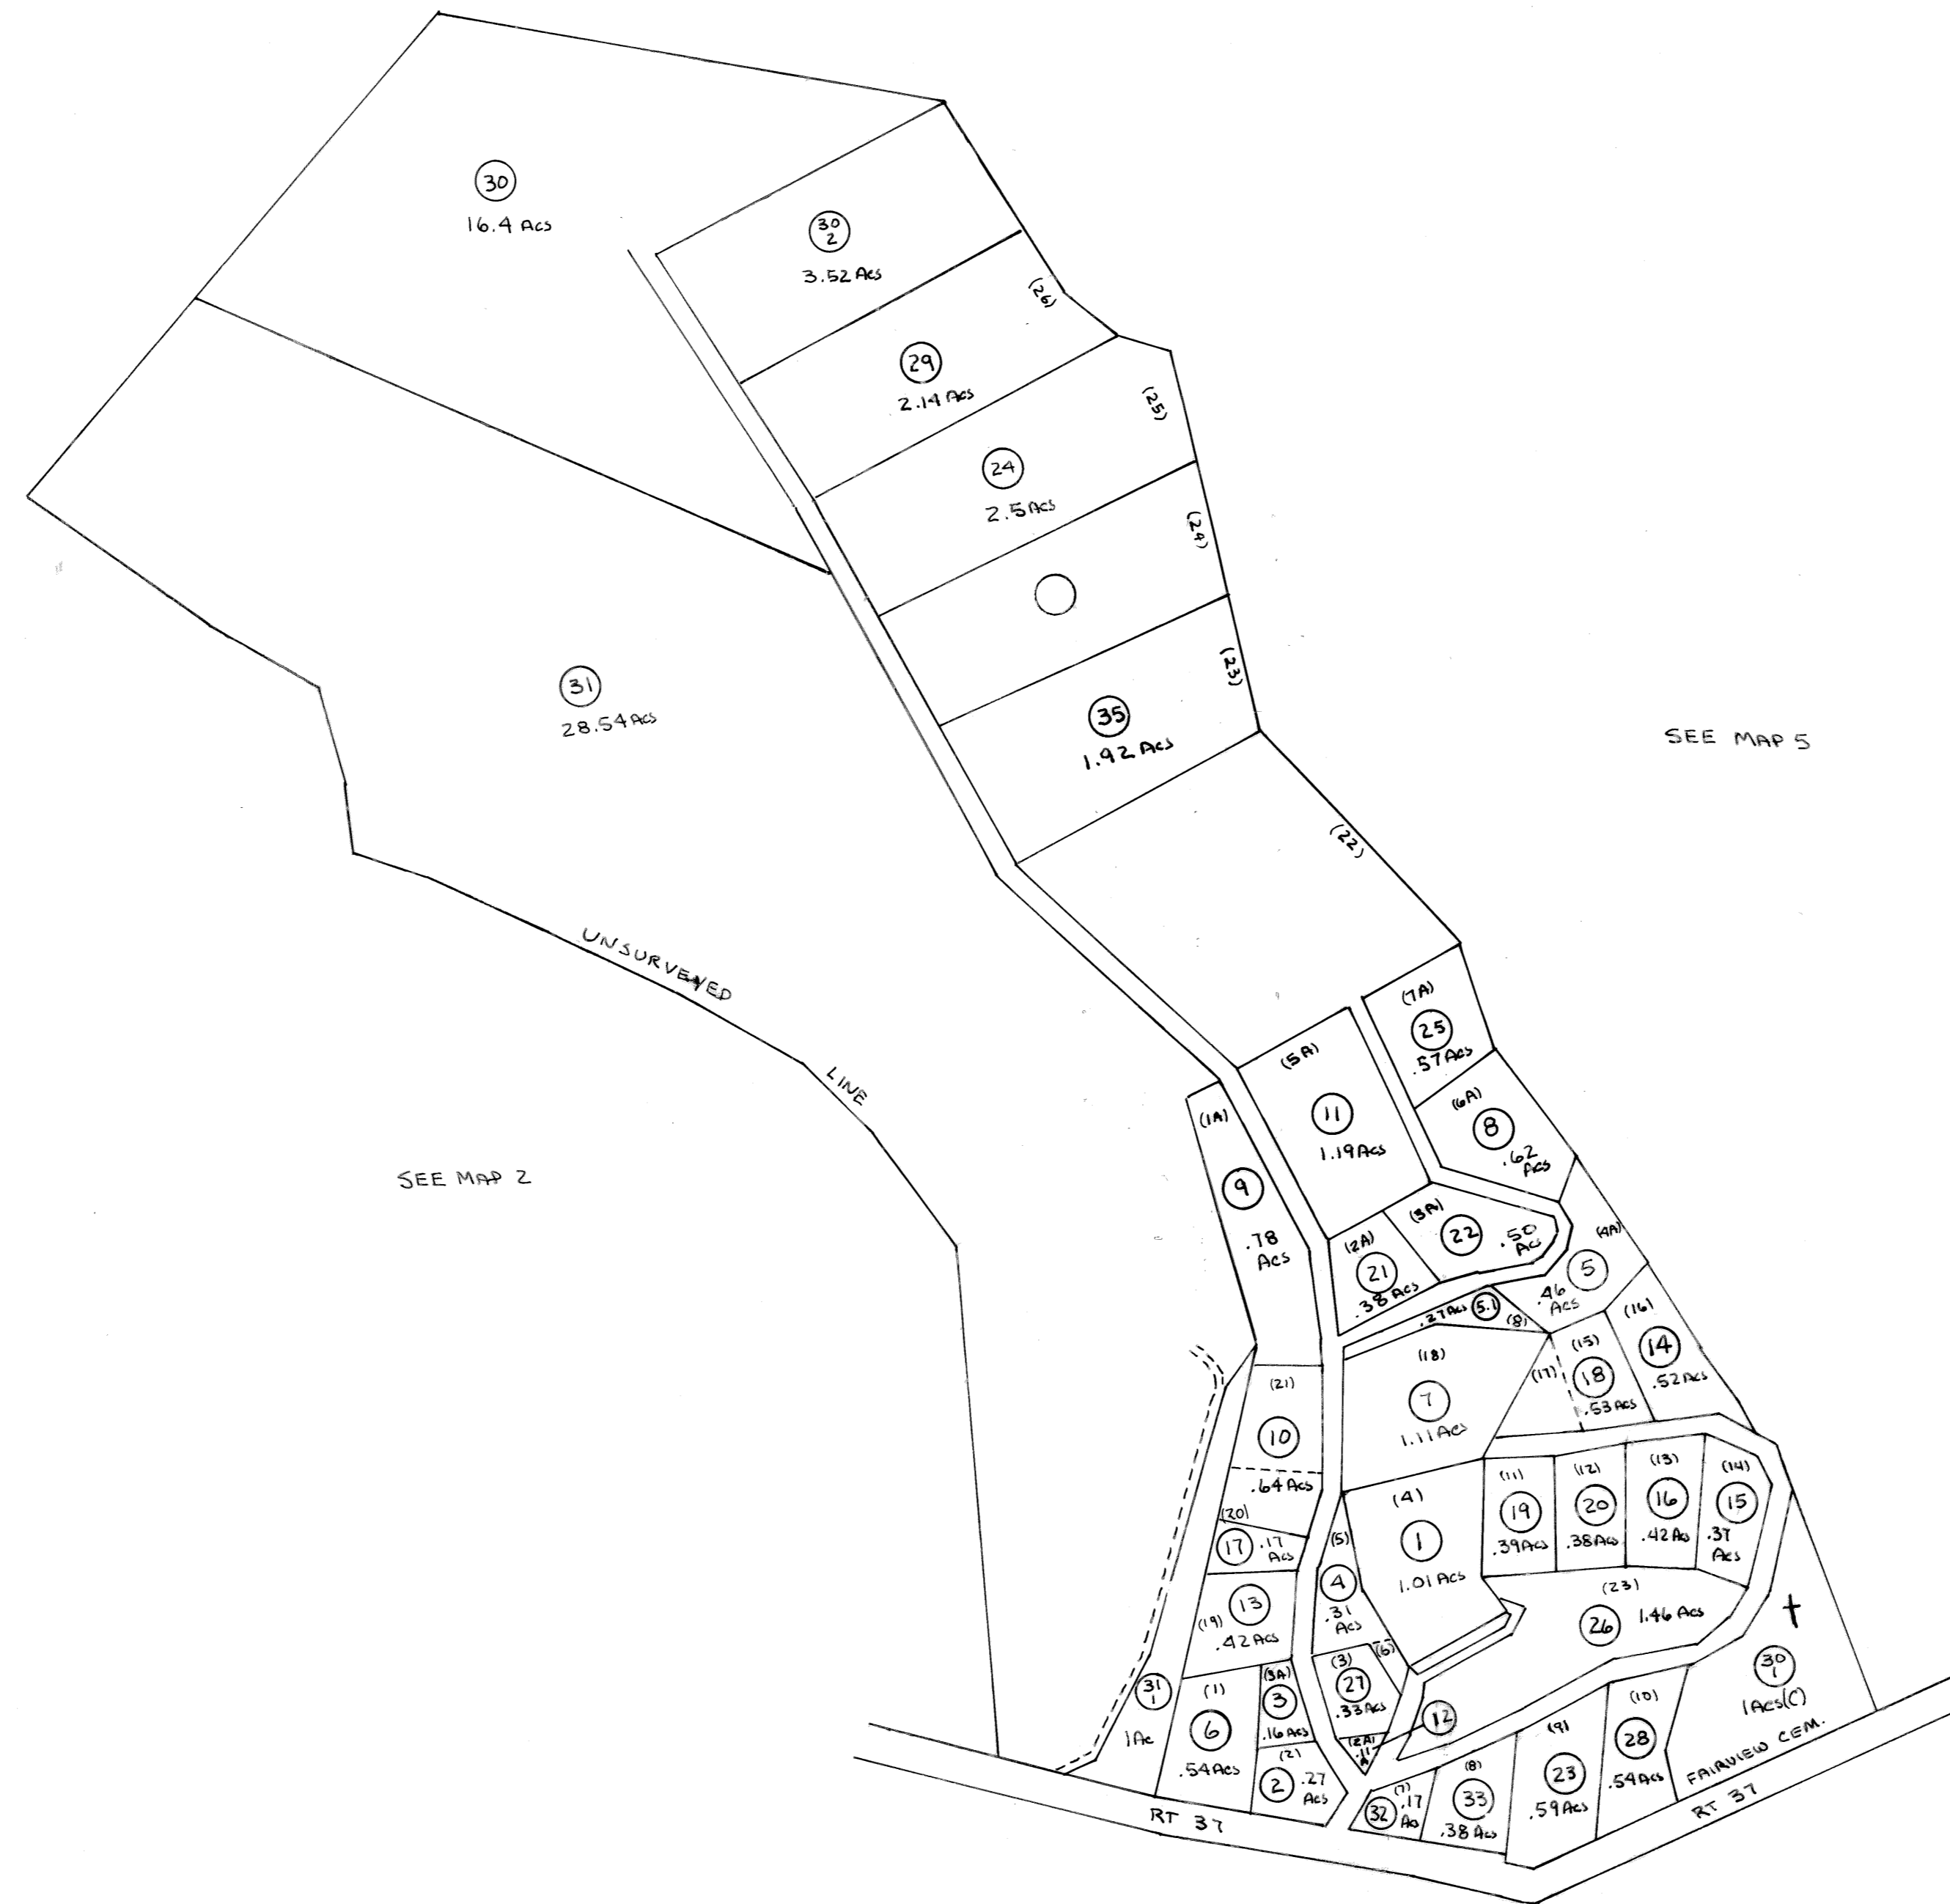 30
16.4 Acs
30
2
3.52 Acs
(26)
29
2.14 Acs
(25)
24
2.5 Acs
(24)
31
28.54 Acs
(23)
35
1.92 Acs
SEE MAP 5
(22)
UNSURVEYED
LINE
SEE MAP 2
(7A)
25
.57 Acs
(5A)
11
1.19 Acs
(6A)
8
.62
Acs
(1A)
9
.78
Acs
(3A)
22
.50
Ac
(2A)
21
.38 Acs
(4A)
5
.46
Acs
.27 Acs
5.1
(8)
(16)
14
.52 Acs
(15)
18
.53 Acs
(17)
(18)
7
1.11 Acs
(21)
10
.64 Acs
(20)
17
.17
Acs
(19)
13
.42 Acs
(4)
1
1.01 Acs
(5)
4
.31
Acs
(11)
19
.39 Acs
(12)
20
.38 Acs
(13)
16
.42 Ac
(14)
15
.37
Acs
(23)
26
1.46 Acs
(6)
(3)
27
.33 Acs
(2A)
.11
A
12
31
1
1 Ac
(1)
6
.54 Acs
(3A)
3
.16 Acs
(2)
2
.27
Acs
(7)
32
.17
Ac
(8)
33
.38 Acs
(9)
23
.59 Acs
(10)
28
.54 Acs
30
1
1 Acs(C)
FAIRVIEW CEM.
RT 37
RT 37